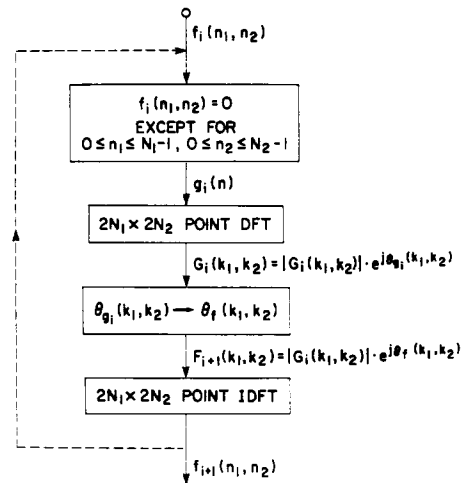 f_i(n_1, n_2)
f_i(n_1, n_2) = 0
EXCEPT FOR
0 ≤ n_1 ≤ N_1-1, 0 ≤ n_2 ≤ N_2-1
g_i(n)
2N_1 × 2N_2 POINT DFT
G_i(k_1, k_2) = |G_i(k_1, k_2)| · e^{jθ_{g_i}(k_1, k_2)}
θ_{g_i}(k_1, k_2) → θ_f(k_1, k_2)
F_{i+1}(k_1, k_2) = |G_i(k_1, k_2)| · e^{jθ_f(k_1, k_2)}
2N_1 × 2N_2 POINT IDFT
f_{i+1}(n_1, n_2)